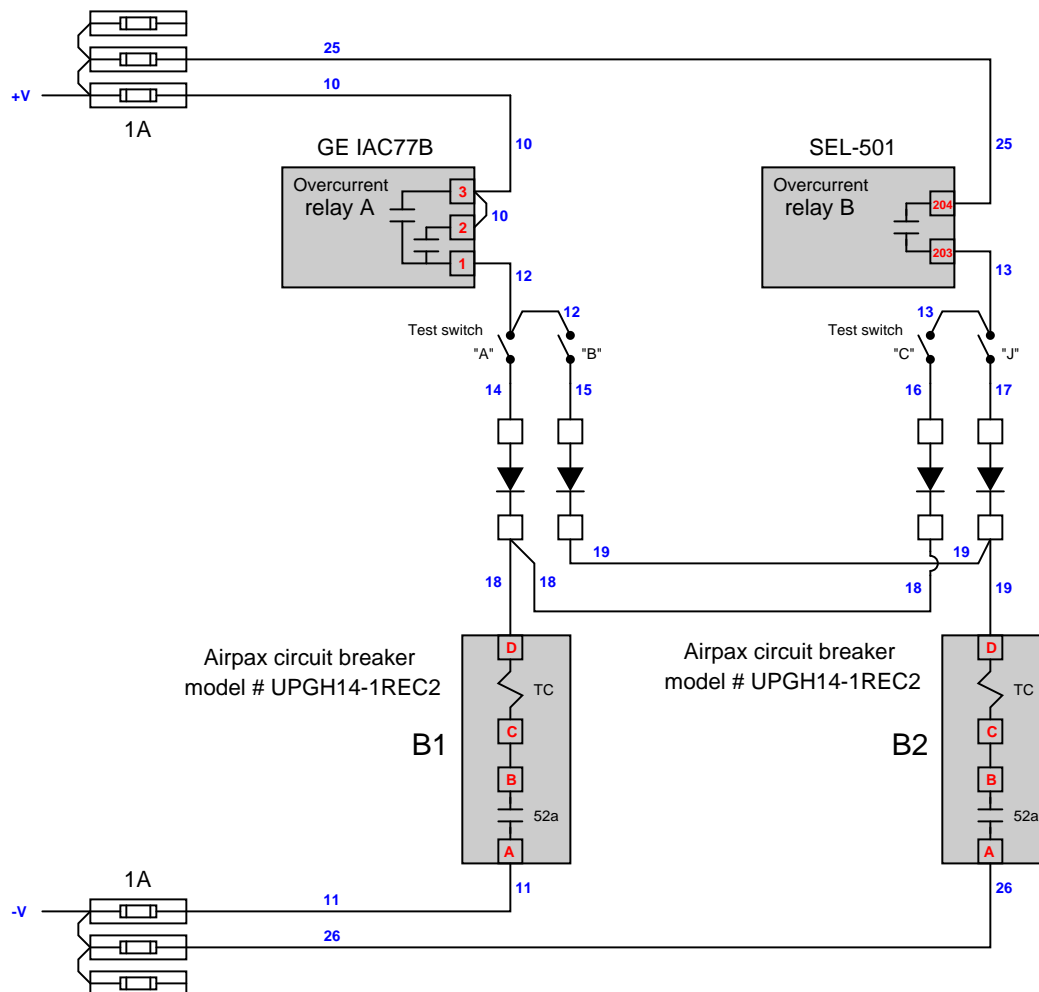 25
+V
10
1A
10
25
GE IAC77B
SEL-501
Overcurrent
relay A
3
2
1
10
Overcurrent
relay B
204
203
12
13
12
13
Test switch
"A"
"B"
Test switch
"C"
"J"
14
15
16
17
19
19
18
18
18
19
Airpax circuit breaker
model # UPGH14-1REC2
Airpax circuit breaker
model # UPGH14-1REC2
D
TC
C
B1
B
52a
A
D
TC
C
B2
B
52a
A
1A
11
26
-V
11
26